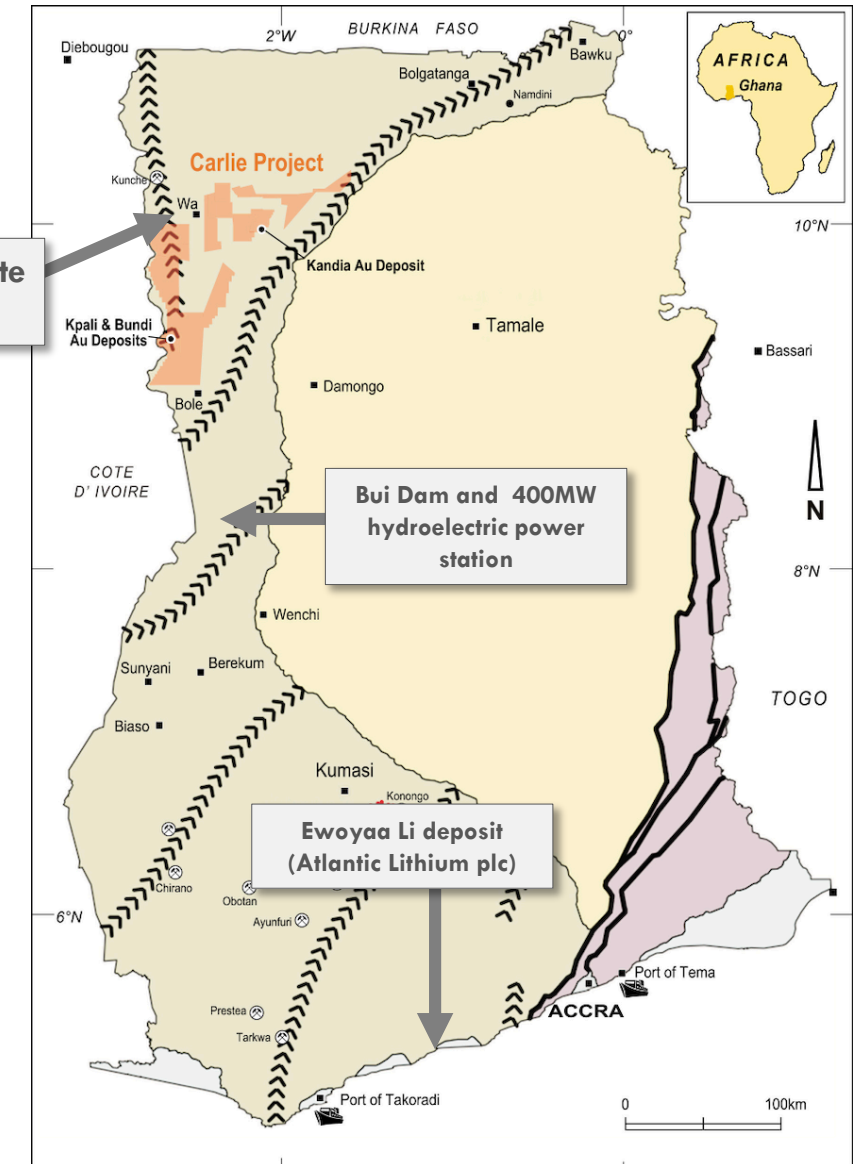 BURKINA FASO
2°W
0°
Diebougou
Bawku
Bolgatanga
Namdini
AFRICA
Ghana
Carlie Project
Kunche
Wa
10°N
te
Kandia Au Deposit
Kpali & Bundi
Au Deposits
Tamale
Bassari
Damongo
Bole
COTE
D' IVOIRE
Bui Dam and 400MW
hydroelectric power
station
N
8°N
Wenchi
Sunyani
Berekum
Biaso
TOGO
Kumasi
Konongo
Ewoyaa Li deposit
(Atlantic Lithium plc)
Chirano
Obotan
Ayunfuri
6°N
Port of Tema
ACCRA
Prestea
Tarkwa
Port of Takoradi
0
100km